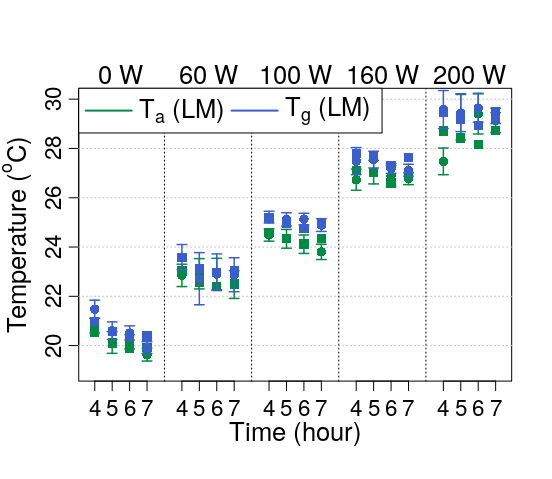 0 W 60 W 100 W 160 W 200 W
Tₐ (LM) T_g (LM)
30
28
26
24
22
20
Temperature (°C)
4 5 6 7 4 5 6 7 4 5 6 7 4 5 6 7 4 5 6 7
Time (hour)